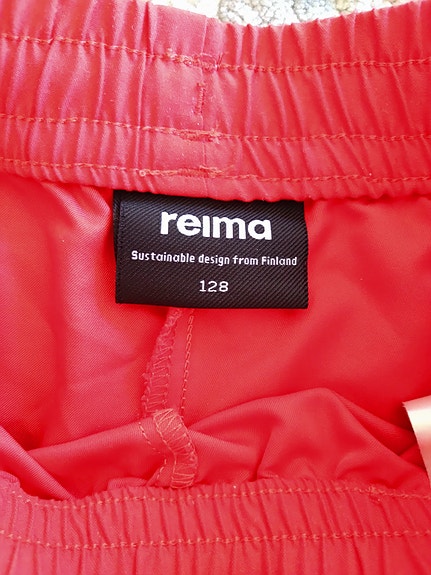 reima
Sustainable design from Finland
128